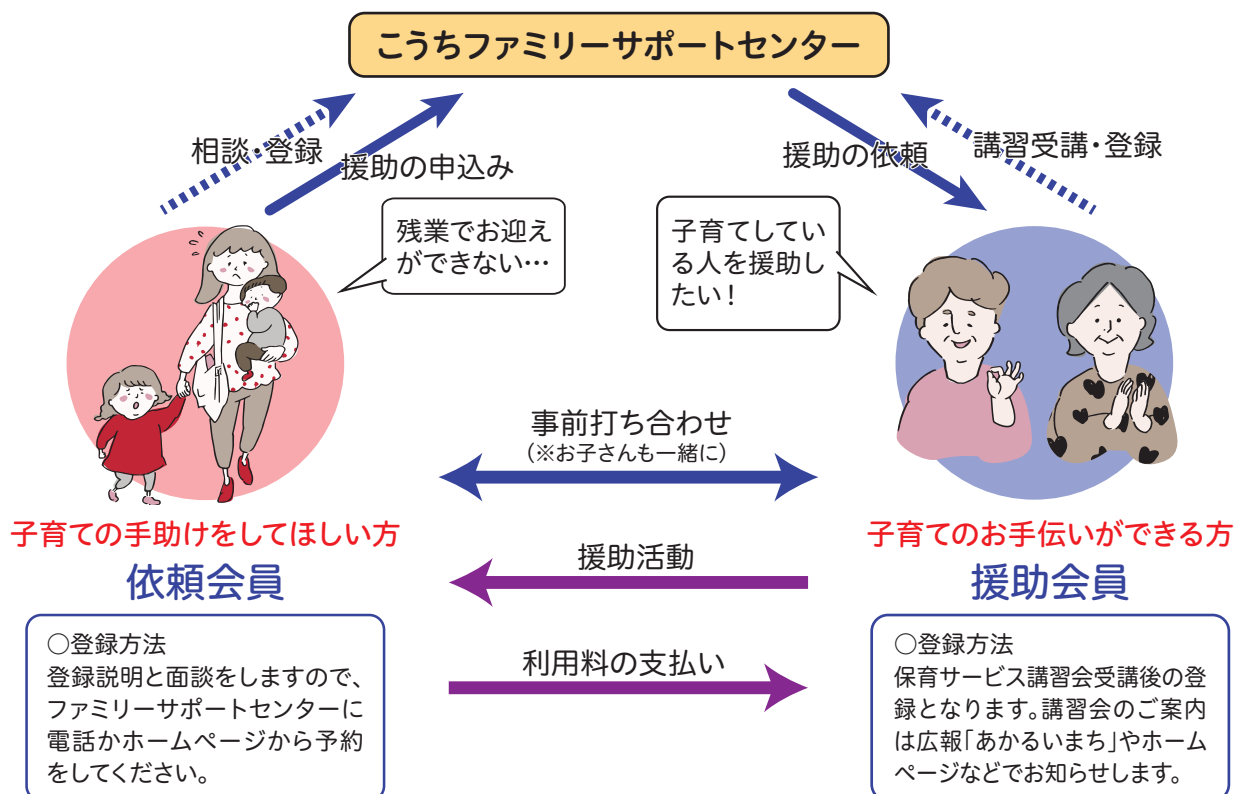 こうちファミリーサポートセンター
相談・登録
援助の申込み
援助の依頼
講習受講・登録
残業でお迎え
ができない…
子育てしてい
る人を援助し
たい！
事前打ち合わせ
（※お子さんも一緒に）
子育ての手助けをしてほしい方
依頼会員
子育てのお手伝いができる方
援助会員
援助活動
利用料の支払い
○登録方法
登録説明と面談をしますので、
ファミリーサポートセンターに
電話かホームページから予約
をしてください。
○登録方法
保育サービス講習会受講後の登
録となります。講習会のご案内
は広報「あかるいまち」やホーム
ページなどでお知らせします。